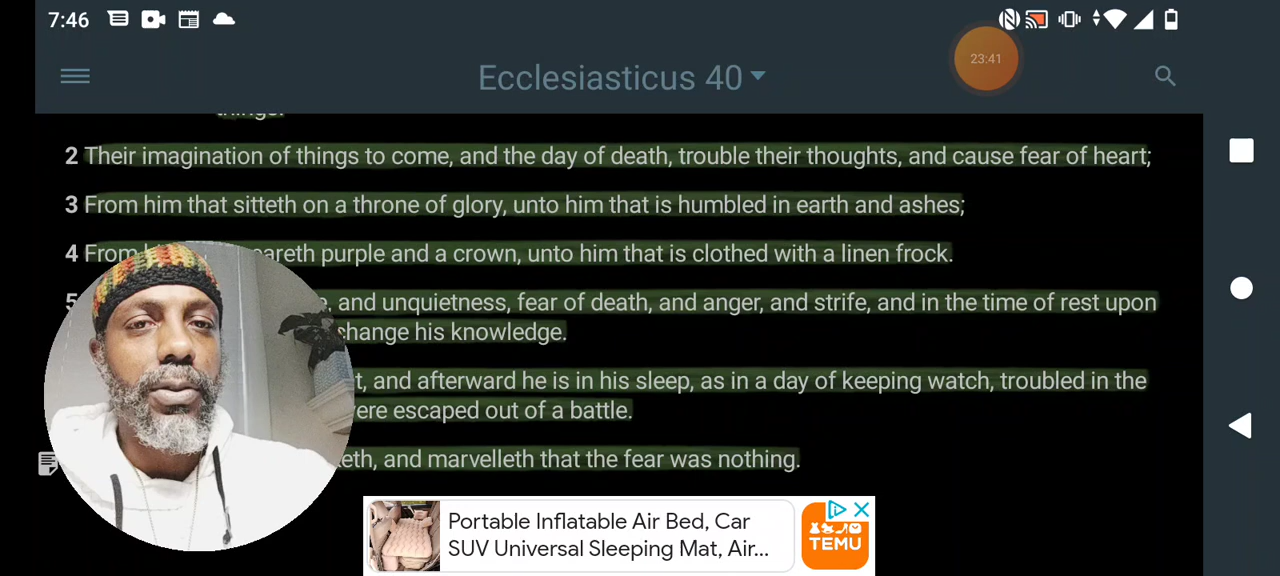 7:46
23:41
Ecclesiasticus 40
things.
2 Their imagination of things to come, and the day of death, trouble their thoughts, and cause fear of heart;
3 From him that sitteth on a throne of glory, unto him that is humbled in earth and ashes;
4 From areth purple and a crown, unto him that is clothed with a linen frock.
5 and unquietness, fear of death, and anger, and strife, and in the time of rest upon
change his knowledge.
t, and afterward he is in his sleep, as in a day of keeping watch, troubled in the
were escaped out of a battle.
eth, and marvelleth that the fear was nothing.
Portable Inflatable Air Bed, Car
SUV Universal Sleeping Mat, Air...
TEMU